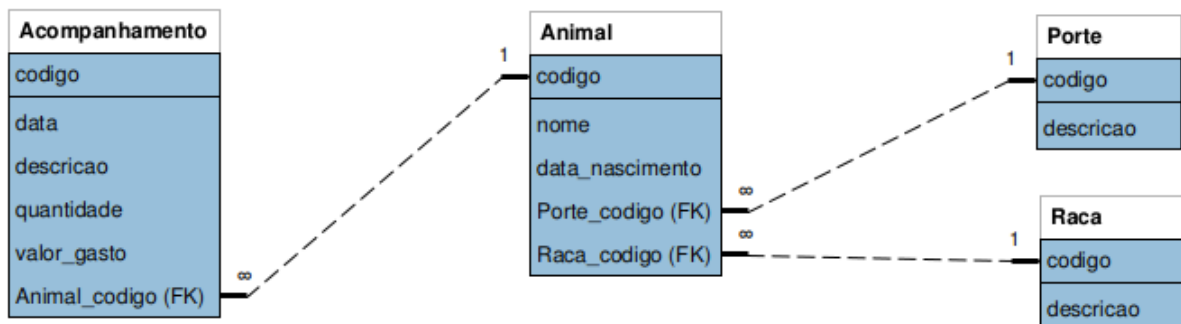 Acompanhamento
codigo
data
descricao
quantidade
valor_gasto
Animal_codigo (FK)
∞
1
Animal
codigo
nome
data_nascimento
Porte_codigo (FK)
Raca_codigo (FK)
∞
∞
1
1
Porte
codigo
descricao
Raca
codigo
descricao